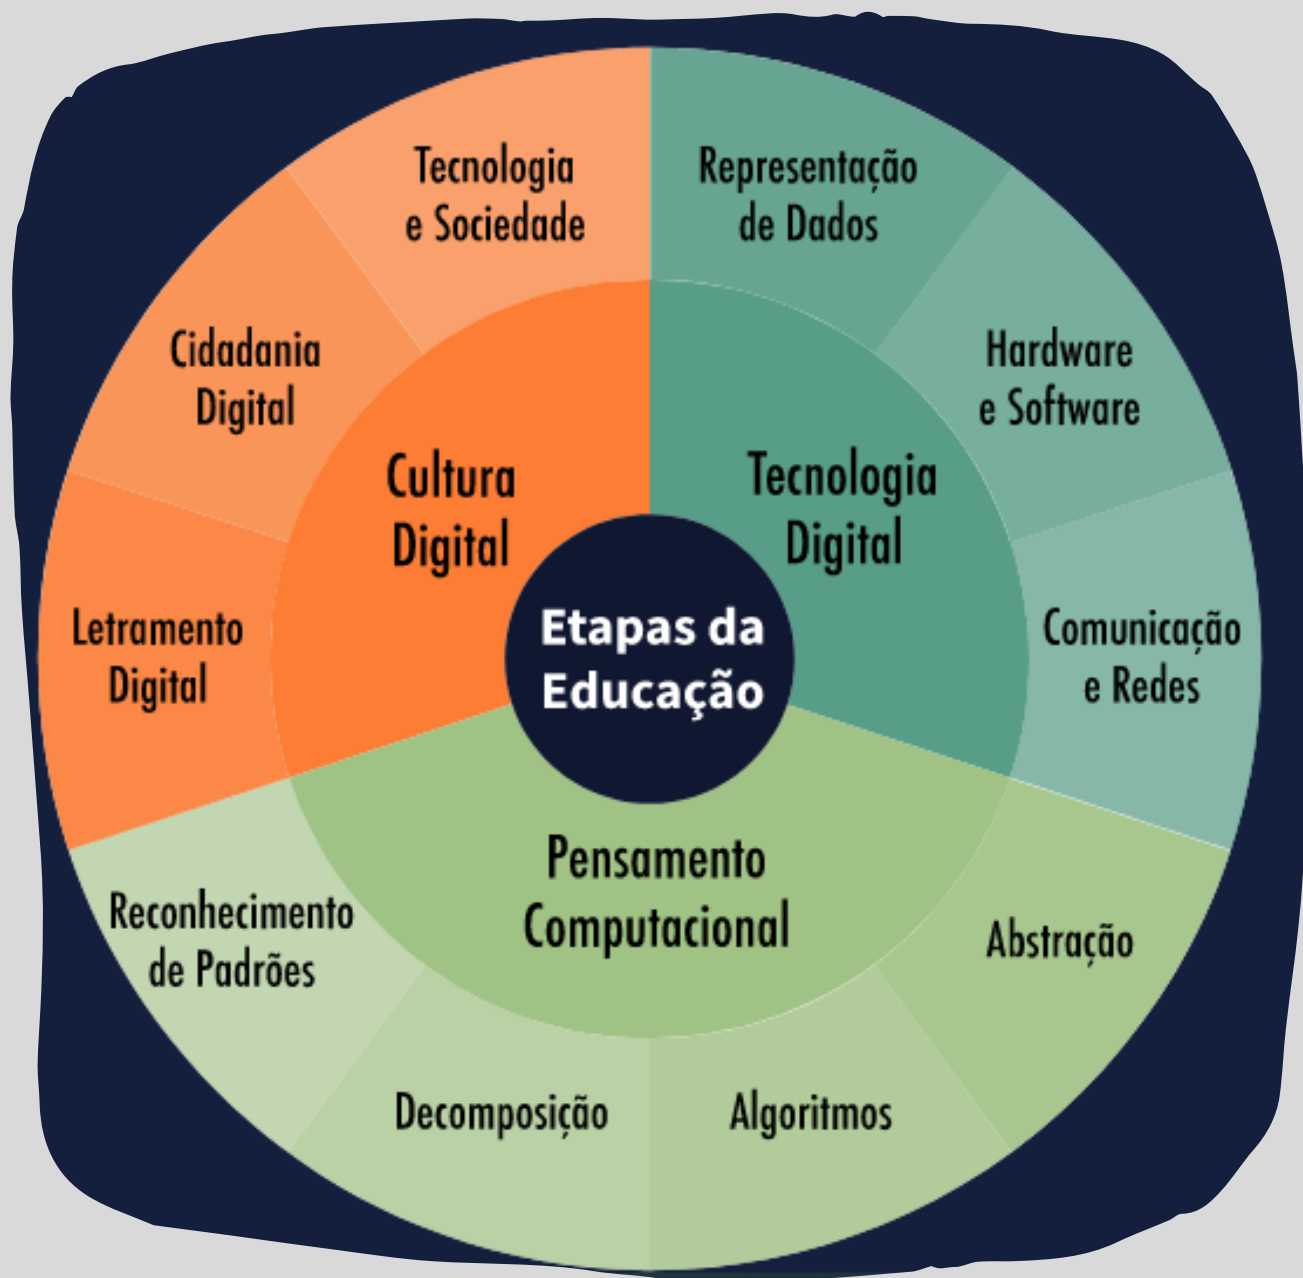 Tecnologia
e Sociedade
Representação
de Dados
Cidadania
Digital
Hardware
e Software
Cultura
Digital
Tecnologia
Digital
Letramento
Digital
Etapas da
Educação
Comunicação
e Redes
Pensamento
Computacional
Reconhecimento
de Padrões
Abstração
Decomposição
Algoritmos